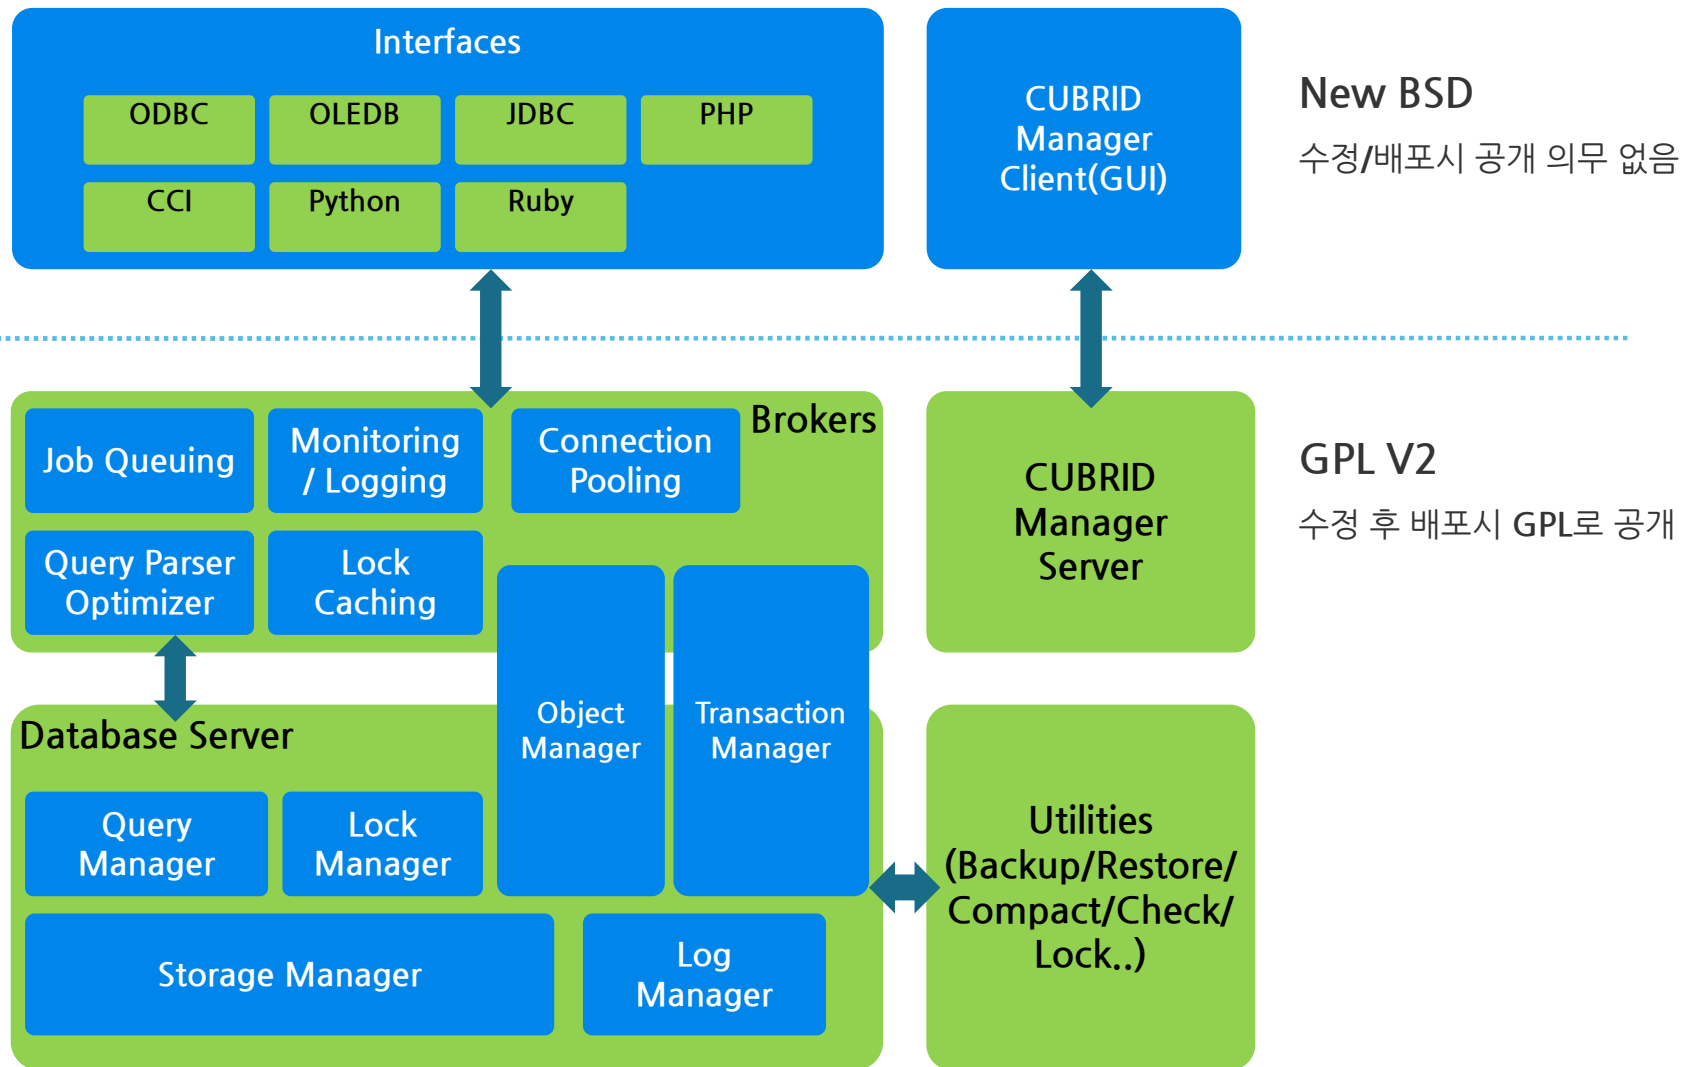 Interfaces
ODBC
OLEDB
JDBC
PHP
CCI
Python
Ruby
CUBRID
Manager
Client(GUI)
New BSD
수정/배포시 공개 의무 없음
Brokers
Job Queuing
Monitoring
/ Logging
Connection
Pooling
Query Parser
Optimizer
Lock
Caching
CUBRID
Manager
Server
GPL V2
수정 후 배포시 GPL로 공개
Object
Manager
Transaction
Manager
Database Server
Query
Manager
Lock
Manager
Storage Manager
Log
Manager
Utilities
(Backup/Restore/
Compact/Check/
Lock..)